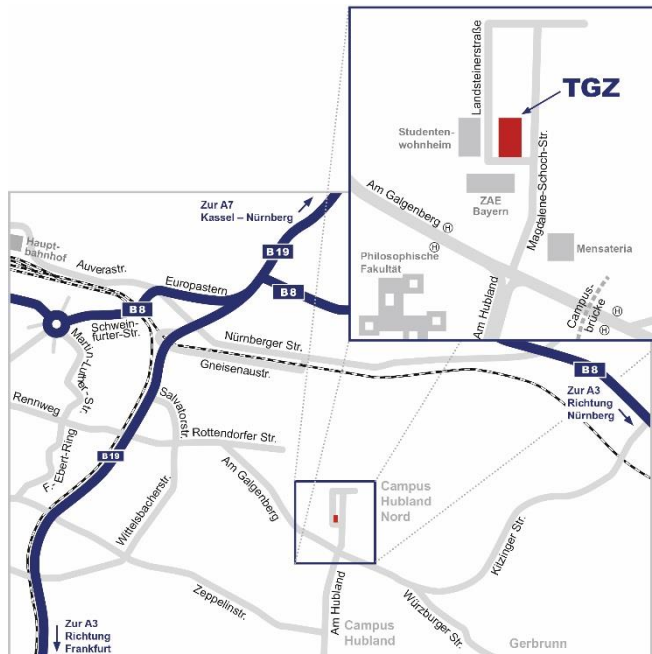 Landsteinerstraße
TGZ
Studenten-
wohnheim
Am Galgenberg
H
ZAE
Bayern
Magdalene-Schoch-Str.
H
Mensateria
Philosophische
Fakultät
Am Hubland
Campus-
brücke
H
H
Zur A7
Kassel – Nürnberg
Haupt-
bahnhof
Auverastr.
B19
Europastern
B8
B8
Schwein-
furter-Str.
Nürnberger Str.
Martin-Luther-Str.
Gneisenaustr.
B8
Zur A3
Richtung
Nürnberg
Rennweg
Salvatorstr.
Rottendorfer Str.
F.-Ebert-Ring
B19
Wittelsbacherstr.
Am Galgenberg
Campus
Hubland
Nord
Kitzinger Str.
Zeppelinstr.
Am Hubland
Würzburger Str.
Zur A3
Richtung
Frankfurt
Campus
Hubland
Gerbrunn